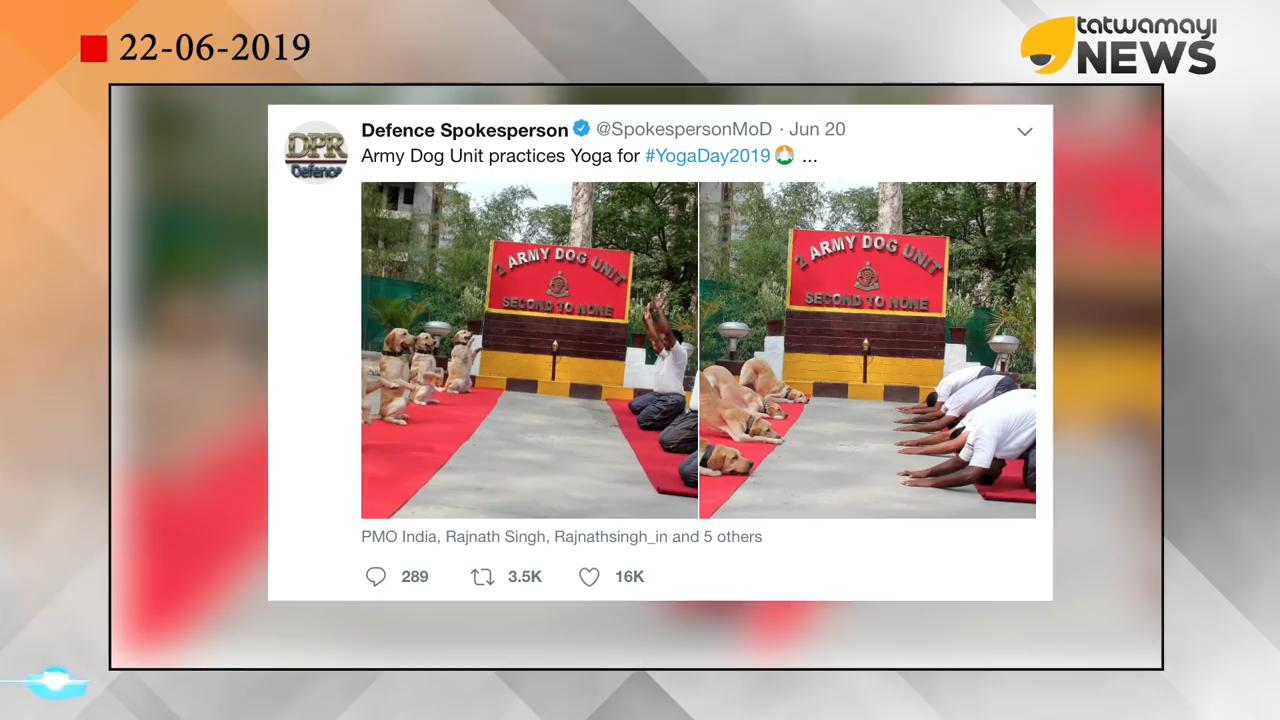 22-06-2019
tatwamayi
NEWS
Defence Spokesperson @SpokespersonMoD · Jun 20
Army Dog Unit practices Yoga for #YogaDay2019 ...
DPR
Defence
2 ARMY DOG UNIT
SECOND TO NONE
2 ARMY DOG UNIT
SECOND TO NONE
PMO India, Rajnath Singh, Rajnathsingh_in and 5 others
289 3.5K 16K